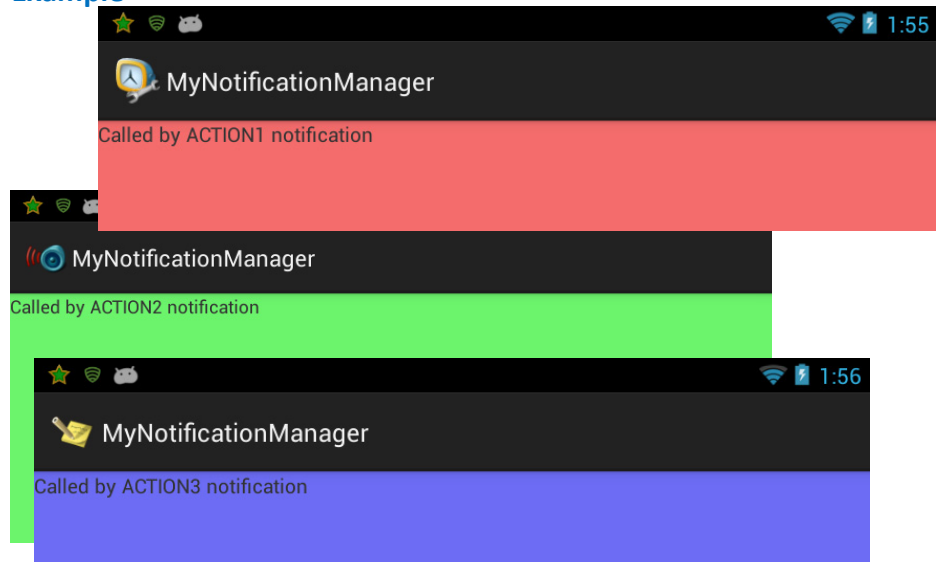 Example
1:55
MyNotificationManager
Called by ACTION1 notification
MyNotificationManager
Called by ACTION2 notification
1:56
MyNotificationManager
Called by ACTION3 notification